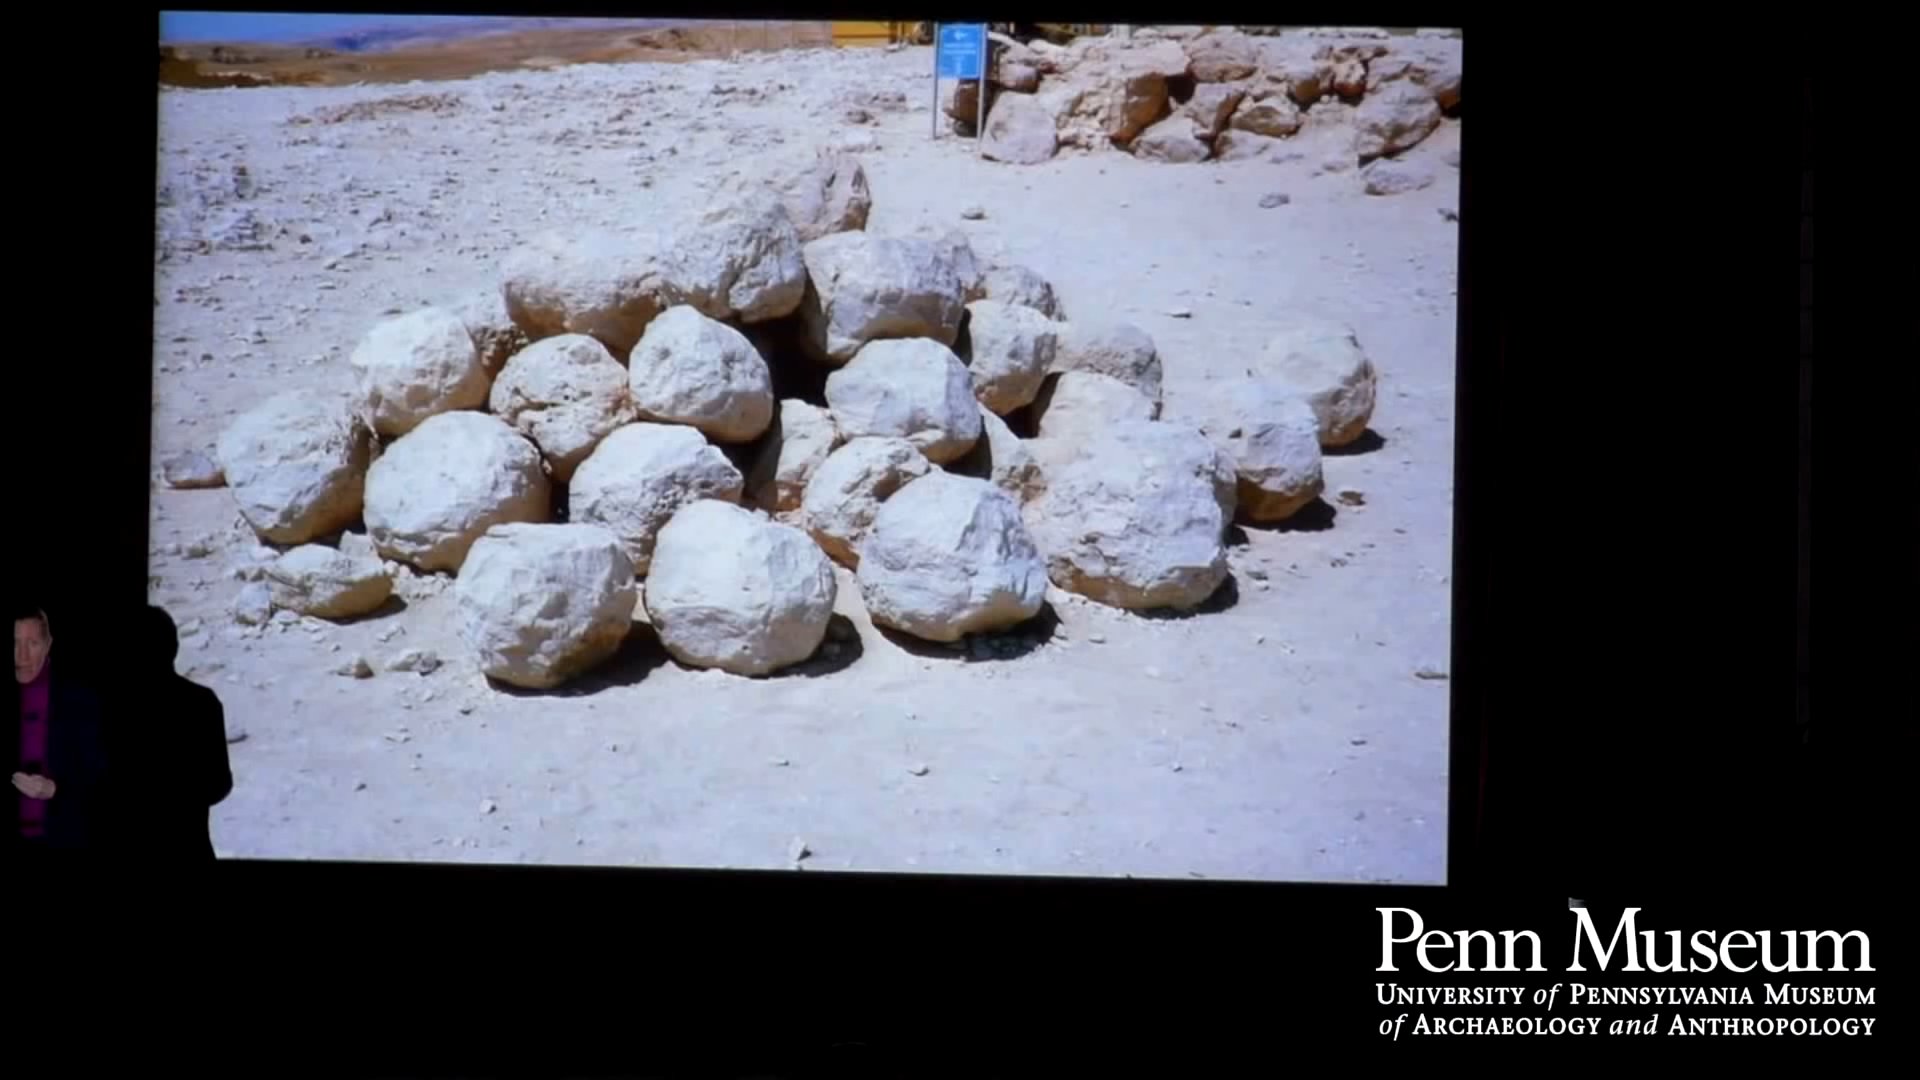 Penn Museum
UNIVERSITY of PENNSYLVANIA MUSEUM
of ARCHAEOLOGY and ANTHROPOLOGY